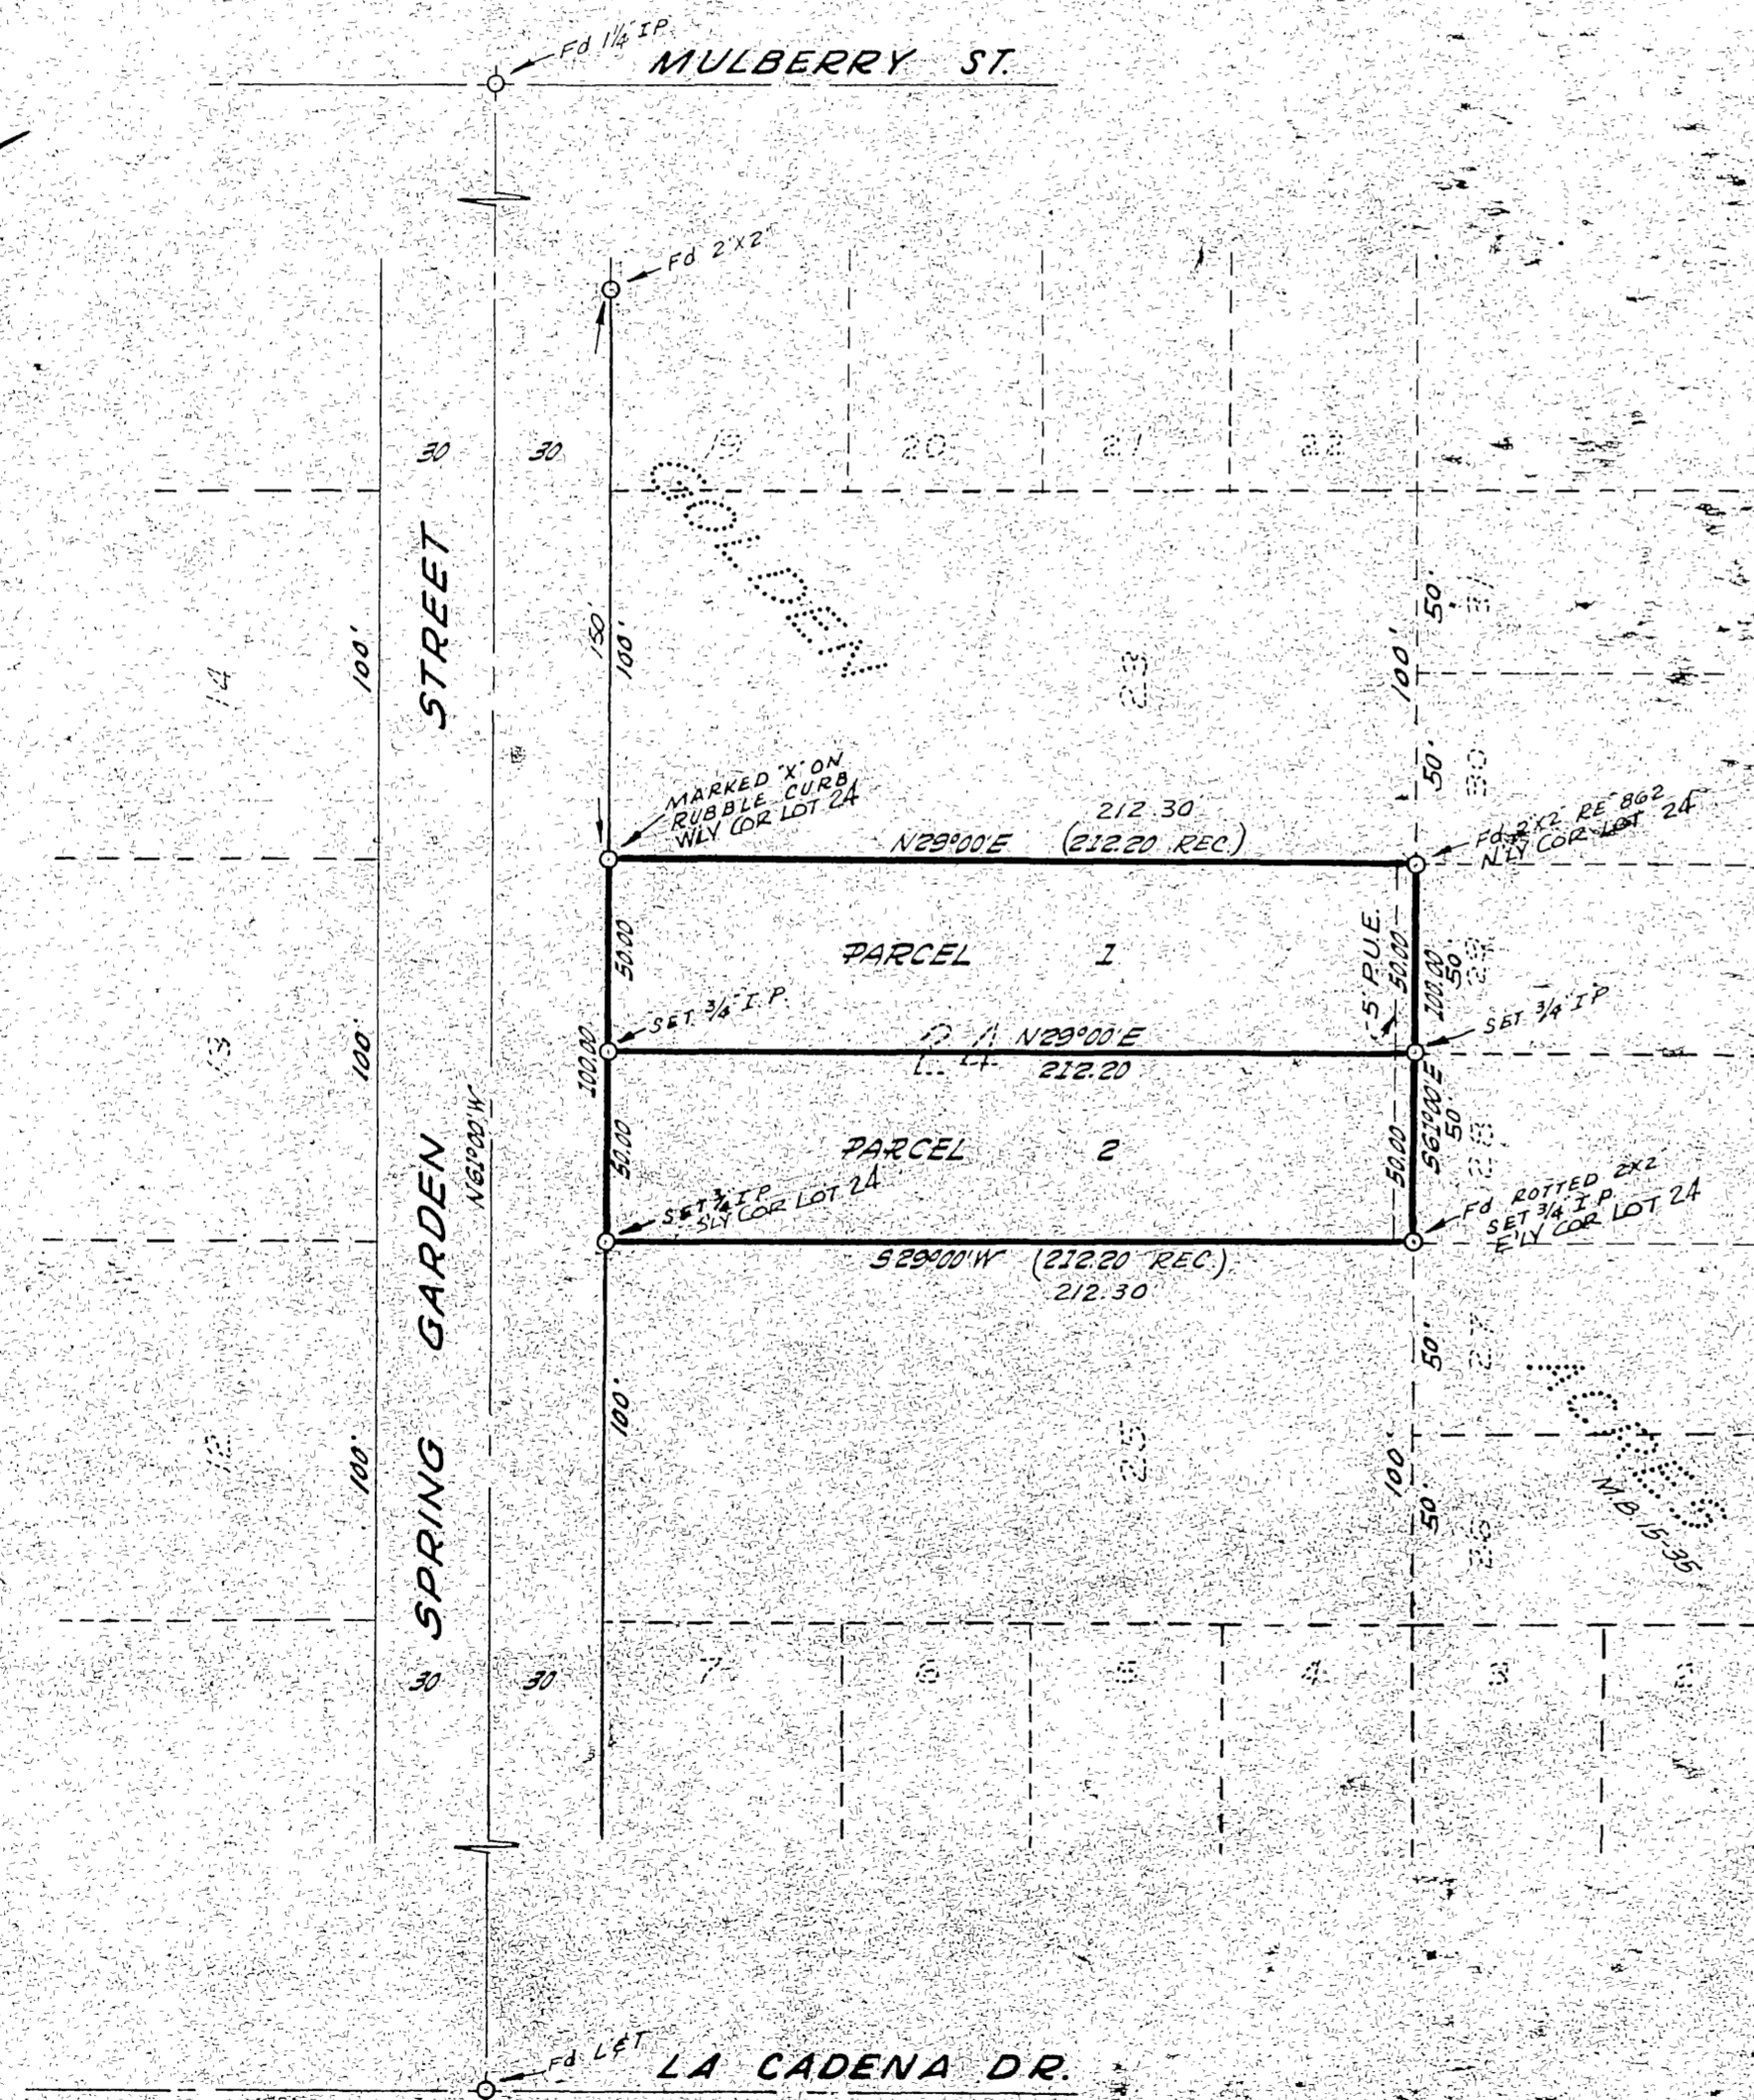 Fd 1¼" IP
MULBERRY ST.
Fd 2"X2"
30
30
19
20
21
22
GOLDEN
STREET
100'
150'
100'
14
23
100'
50'
31
50'
30
MARKED "X" ON
RUBBLE CURB
WLY COR LOT 24
212.30
N29°00'E (212.20 REC.)
Fd 2X2 RE 862
N'LY COR LOT 24
50.00
PARCEL 1
5' P.U.E.
50.00
100.00
50'
29
SET ¾" I.P.
SET ¾" IP
13
100'
100.00
24
N29°00'E
212.20
N61°00'W
50.00
PARCEL 2
50.00
S61°00'E
50'
28
SET ¾" IP
SLY COR LOT 24
Fd ROTTED 2X2
SET ¾" I.P.
E'LY COR LOT 24
S29°00'W (212.20 REC.)
212.30
SPRING GARDEN
12
100'
100'
25
50'
27
100'
50'
26
ACRES
M.B. 15-35
30
30
7
6
5
4
3
2
Fd L&T
LA CADENA DR.